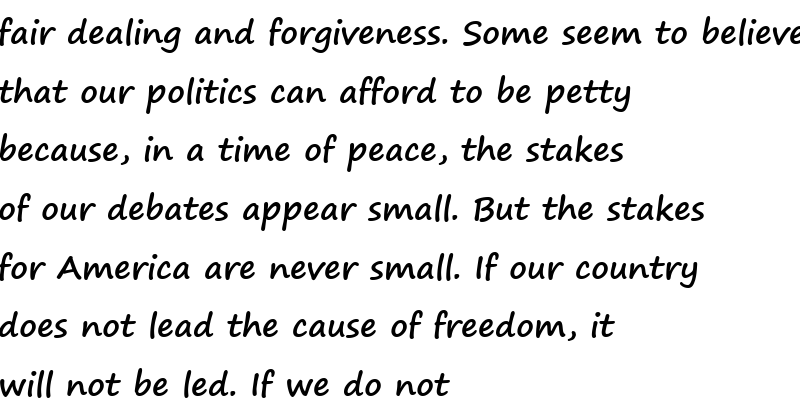 fair dealing and forgiveness. Some seem to believe
that our politics can afford to be petty
because, in a time of peace, the stakes
of our debates appear small. But the stakes
for America are never small. If our country
does not lead the cause of freedom, it
will not be led. If we do not